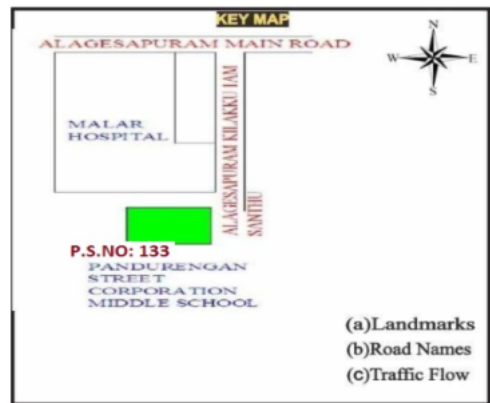 KEY MAP
ALAGESAPURAM MAIN ROAD
N
W
E
S
MALAR
HOSPITAL
ALAGESAPURAM KILAKKU 1AM
SANTHU
P.S.NO: 133
PANDURENGAN
STREET
CORPORATION
MIDDLE SCHOOL
(a)Landmarks
(b)Road Names
(c)Traffic Flow